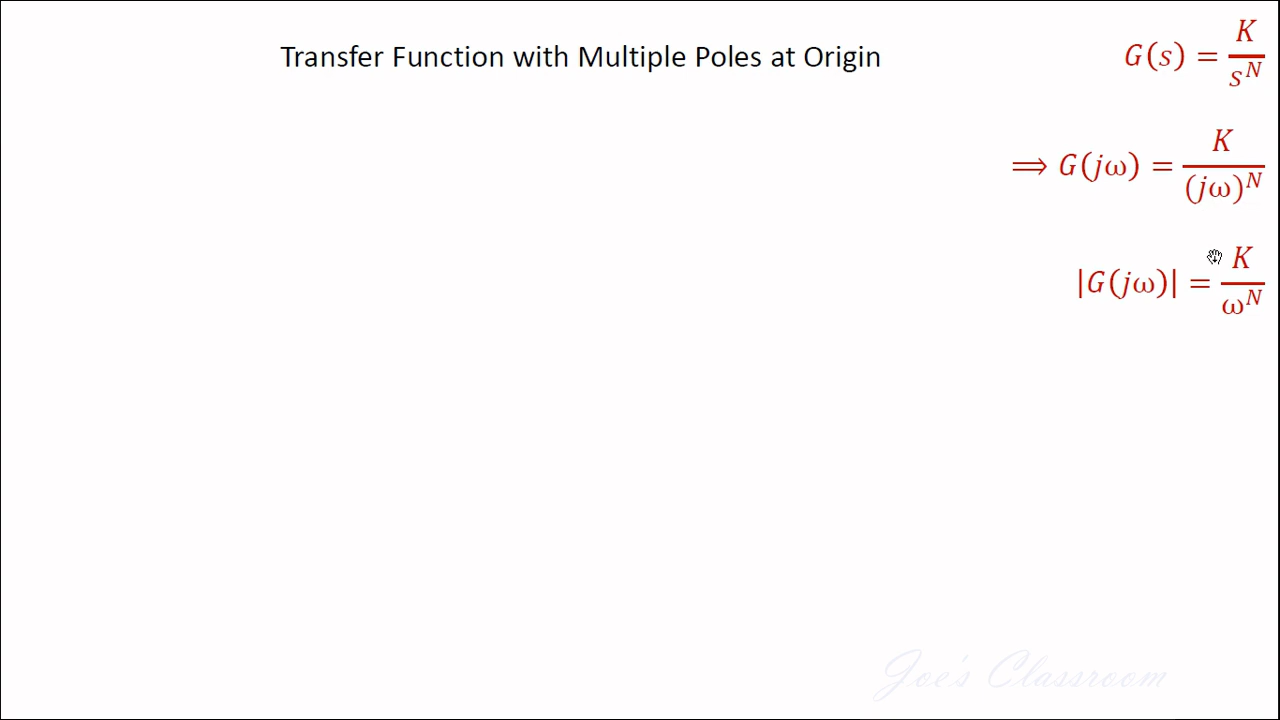 Transfer Function with Multiple Poles at Origin
G(s) = K / s^N
⟹ G(jω) = K / (jω)^N
|G(jω)| = K / ω^N
Joe's Classroom